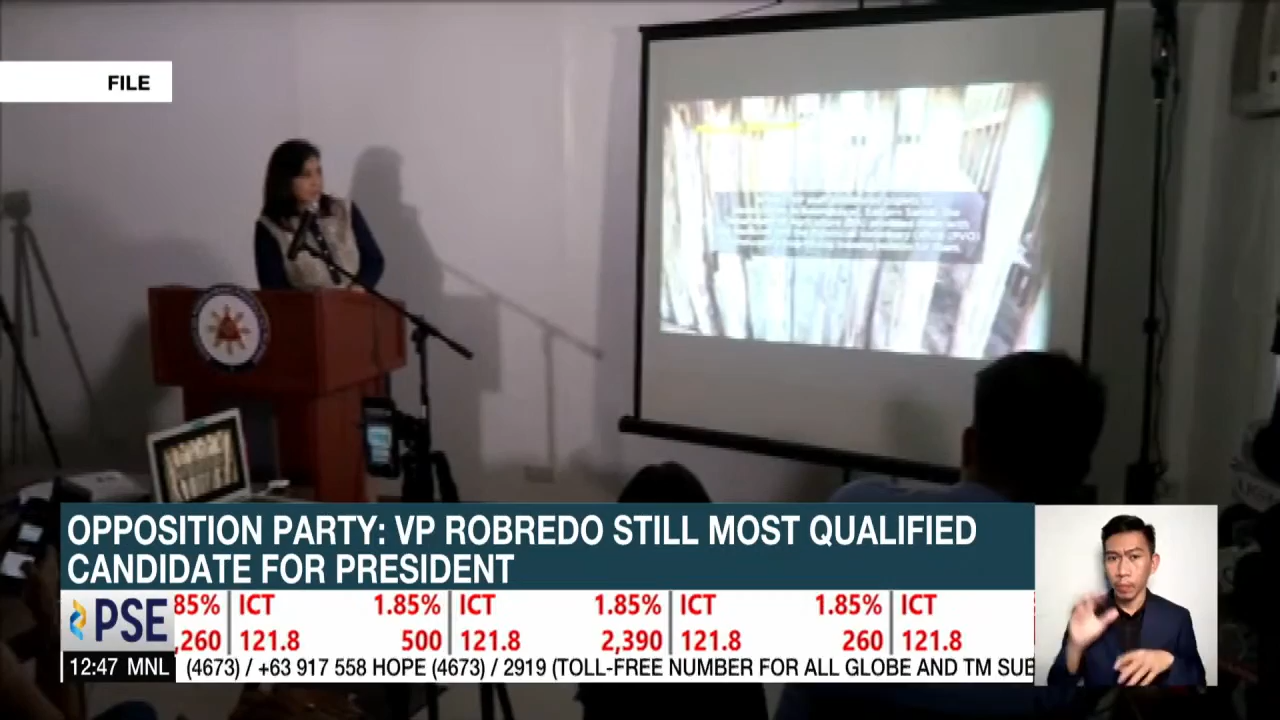 FILE
OPPOSITION PARTY: VP ROBREDO STILL MOST QUALIFIED
CANDIDATE FOR PRESIDENT
PSE
85% ICT 1.85% ICT 1.85% ICT 1.85% ICT
,260 121.8 500 121.8 2,390 121.8 260 121.8
12:47 MNL (4673) / +63 917 558 HOPE (4673) / 2919 (TOLL-FREE NUMBER FOR ALL GLOBE AND TM SUB